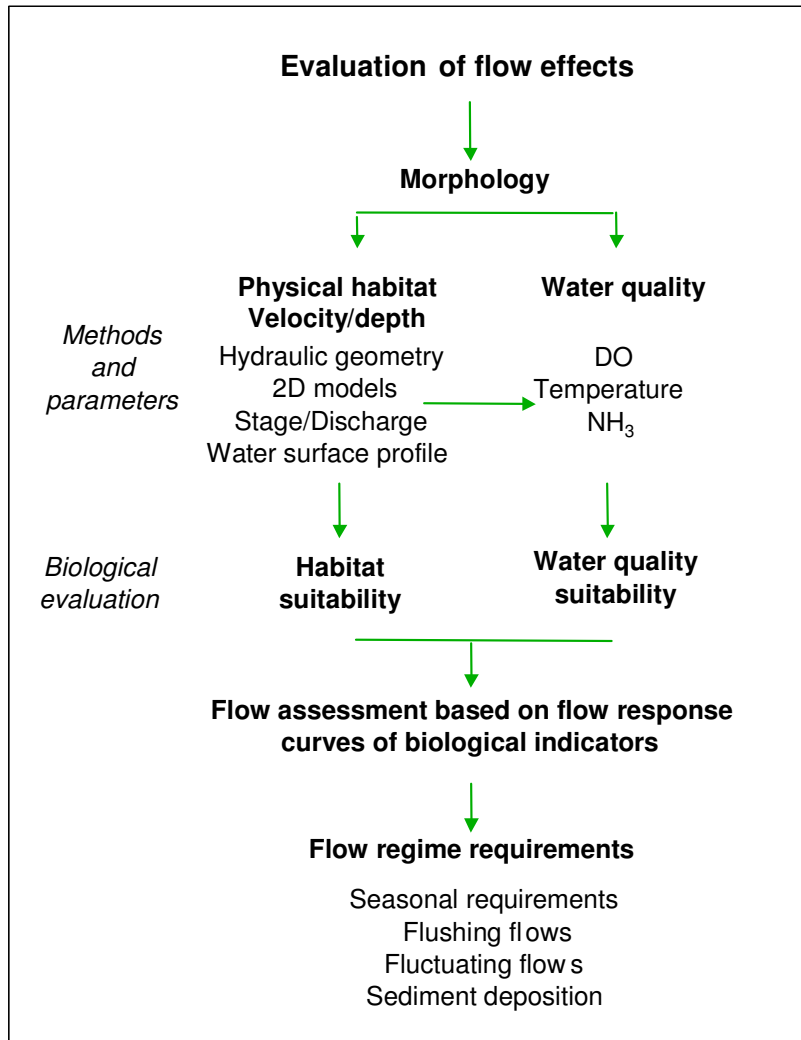 Evaluation of flow effects
Morphology
Physical habitat
Velocity/depth
Water quality
Methods
and
parameters
Hydraulic geometry
2D models
Stage/Discharge
Water surface profile
DO
Temperature
NH₃
Biological
evaluation
Habitat
suitability
Water quality
suitability
Flow assessment based on flow response
curves of biological indicators
Flow regime requirements
Seasonal requirements
Flushing flows
Fluctuating flows
Sediment deposition